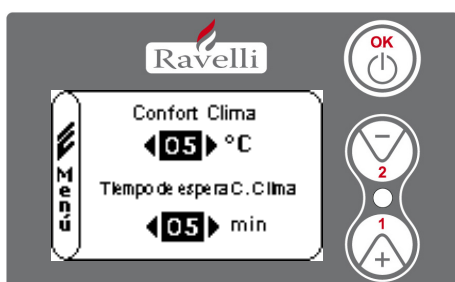 Ravelli
OK
Confort Clima
05 °C
Tiempo de espera C. Clima
05 min
Menú
−
2
1
+